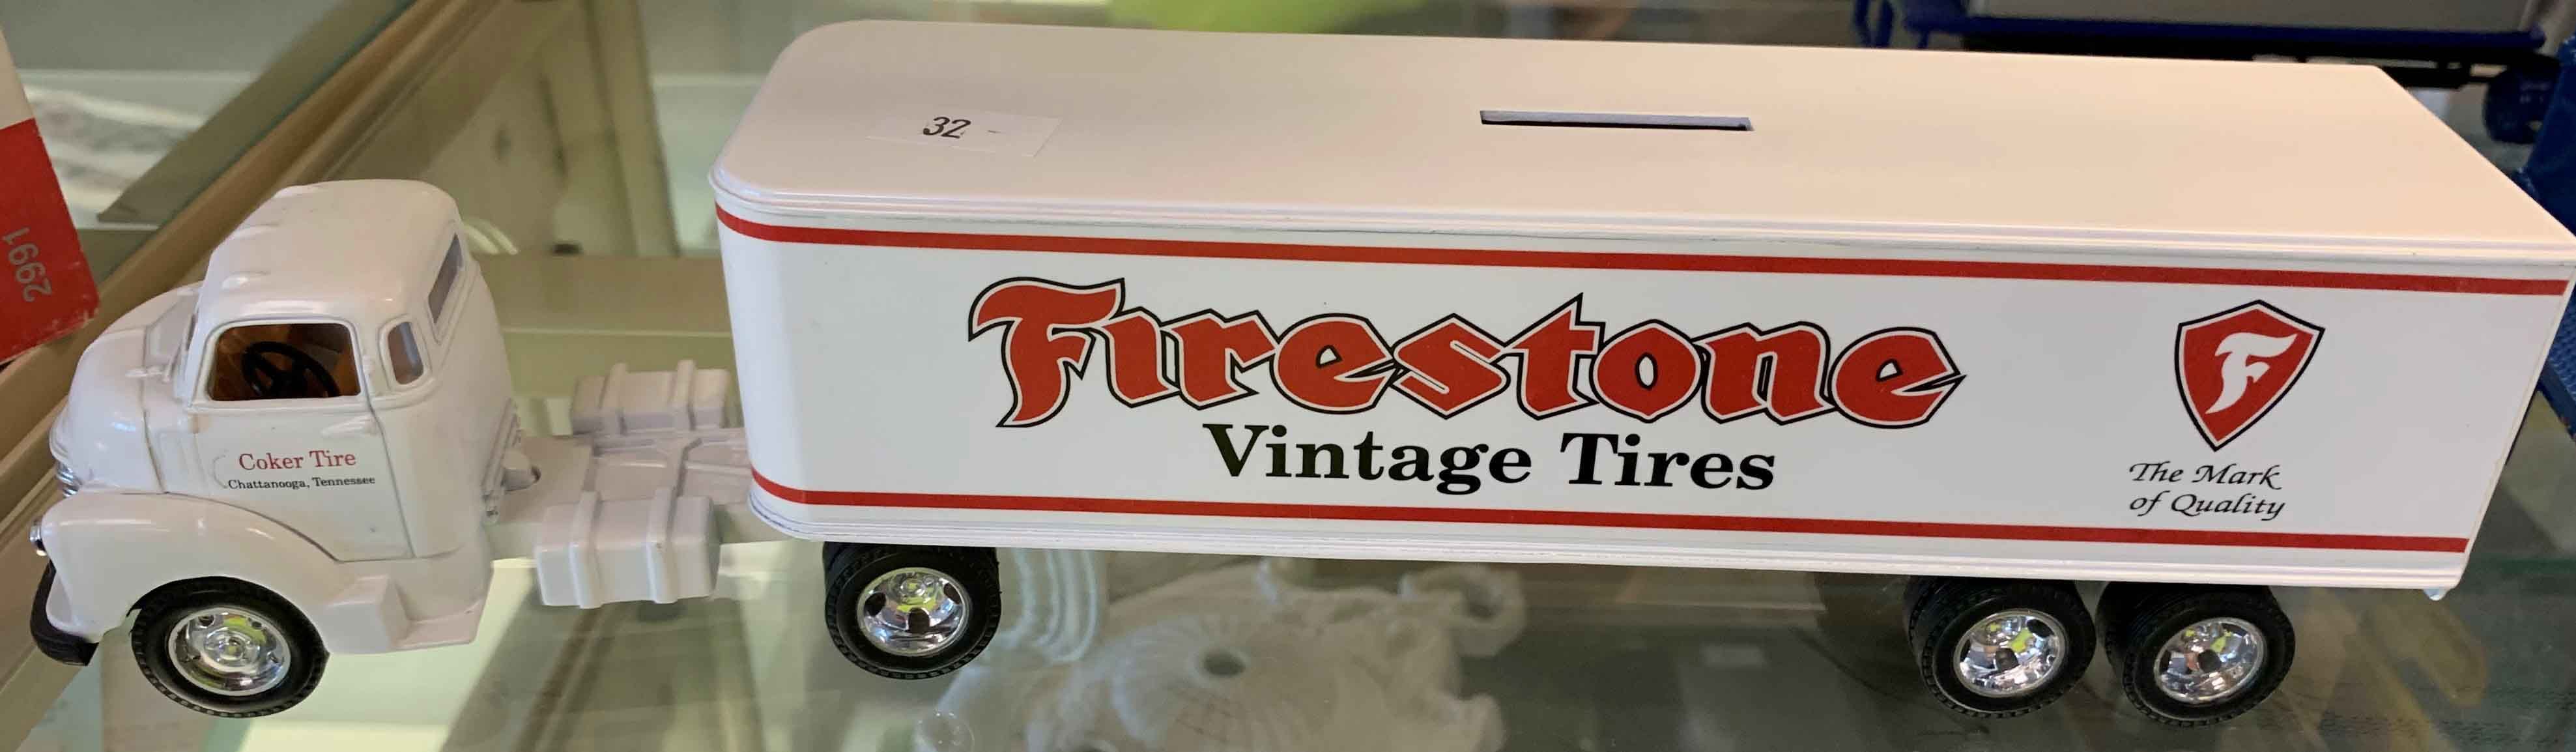 32 -
2991
Firestone
Vintage Tires
F
The Mark
of Quality
Coker Tire
Chattanooga, Tennessee